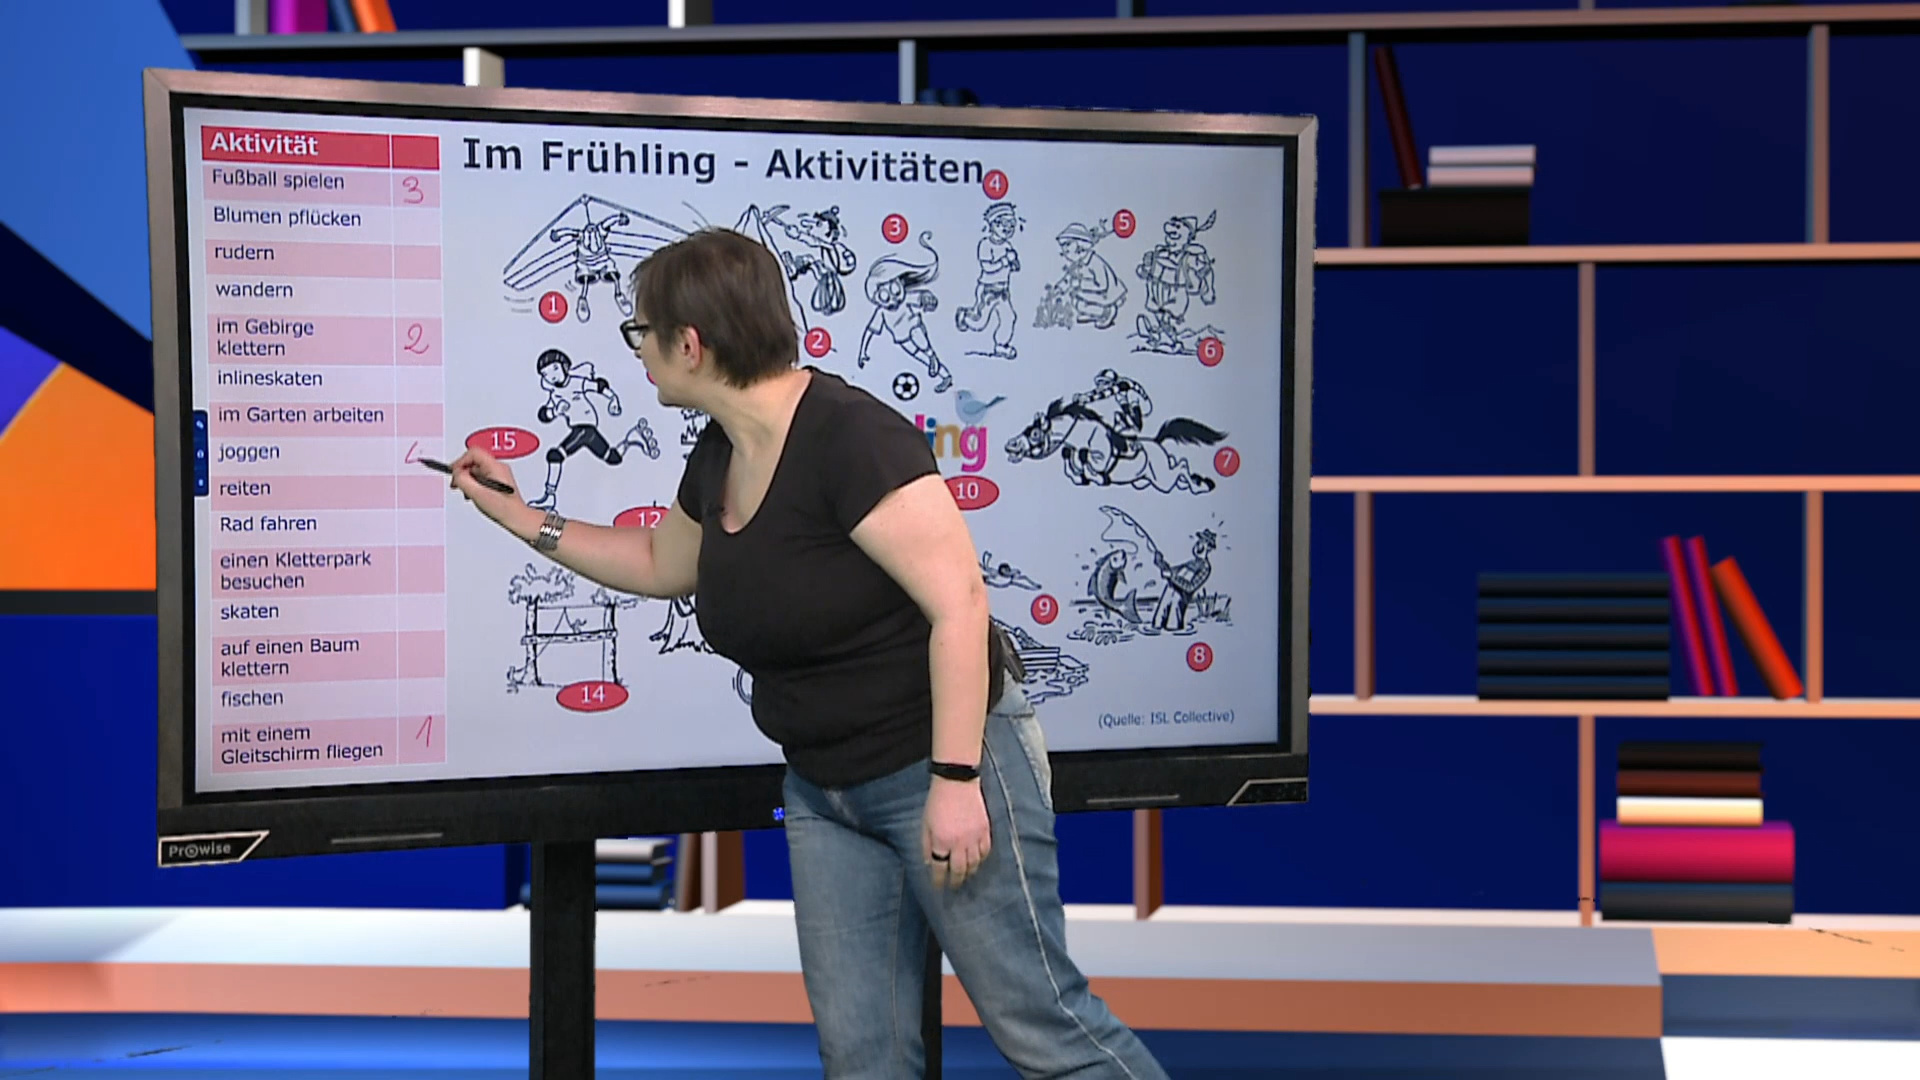 Aktivität
Fußball spielen 3
Blumen pflücken
rudern
wandern
im Gebirge
klettern 2
inlineskaten
im Garten arbeiten
joggen
reiten
Rad fahren
einen Kletterpark
besuchen
skaten
auf einen Baum
klettern
fischen
mit einem
Gleitschirm fliegen 1
Im Frühling - Aktivitäten
4
3
5
1
2
6
15
ling
7
10
12
9
8
14
(Quelle: ISL Collective)
Prowise